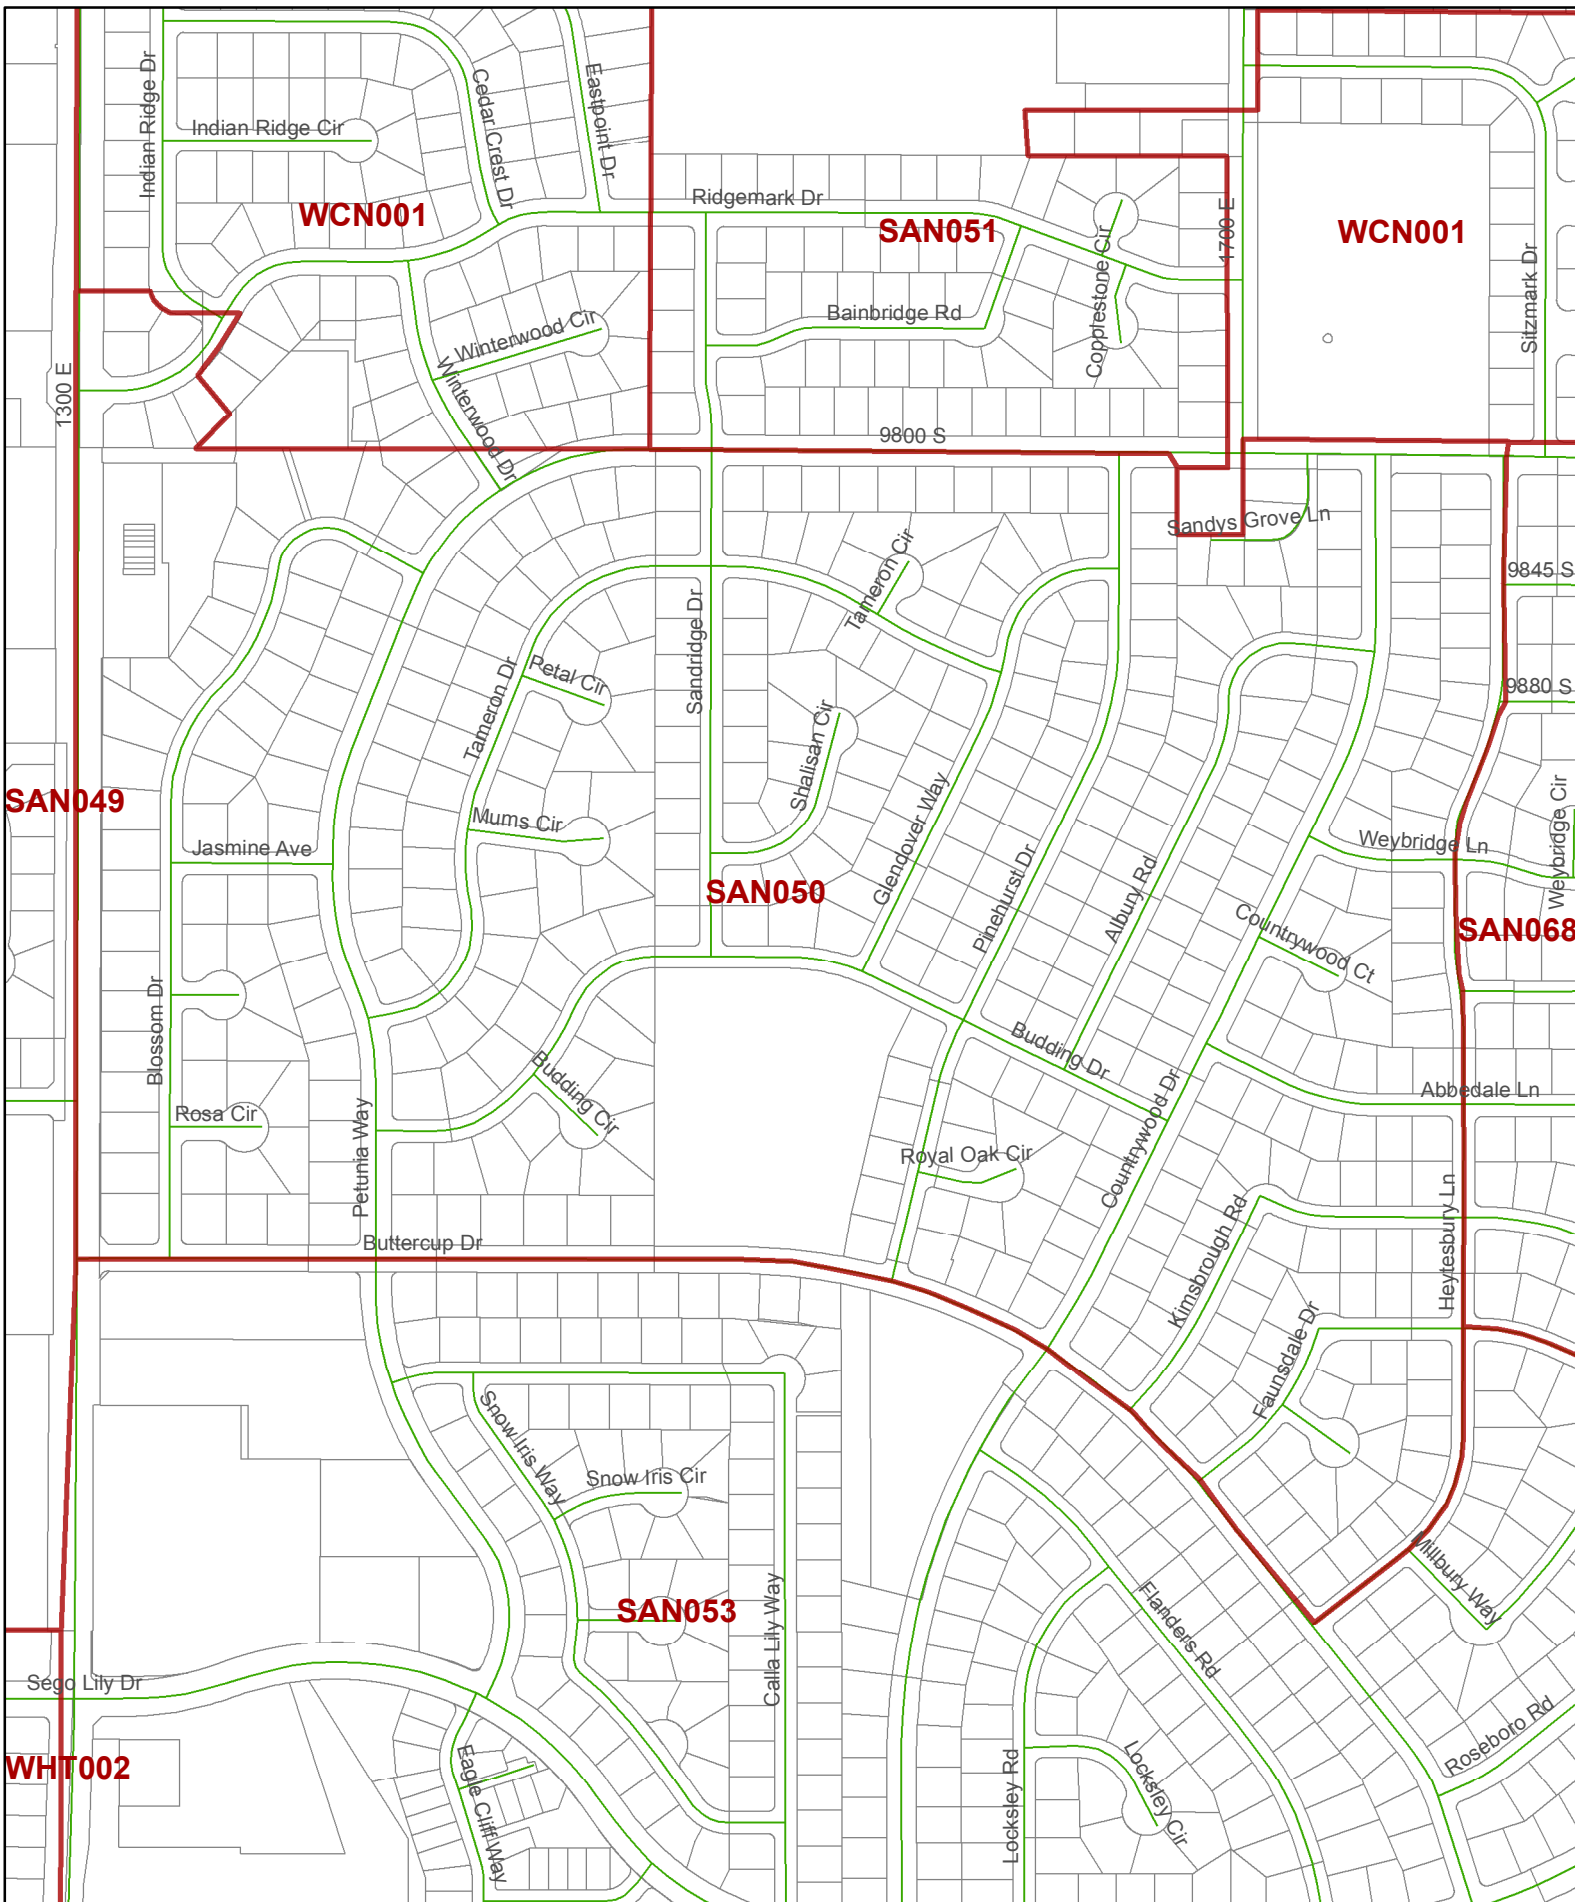 Indian Ridge Dr
Indian Ridge Cir
Cedar Crest Dr
Eastpoint Dr
WCN001
Ridgemark Dr
SAN051
Copplestone Cir
1700 E
WCN001
Sitzmark Dr
Bainbridge Rd
Winterwood Cir
Winterwood Dr
1300 E
9800 S
Sandys Grove Ln
9845 S
9880 S
Tameron Cir
Sandridge Dr
Tameron Dr
Petal Cir
Shalisan Cir
Mums Cir
SAN049
Jasmine Ave
SAN050
Glendover Way
Pinehurst Dr
Albury Rd
Weybridge Ln
Weybridge Cir
Countrywood Ct
SAN068
Blossom Dr
Budding Dr
Budding Cir
Rosa Cir
Petunia Way
Abbedale Ln
Royal Oak Cir
Countrywood Dr
Kimsbrough Rd
Heytesbury Ln
Buttercup Dr
Faunsdale Dr
Snow Iris Way
Snow Iris Cir
SAN053
Calla Lily Way
Flanders Rd
Millbury Way
Sego Lily Dr
WHT002
Eagle Cliff Way
Locksley Rd
Locksley Cir
Roseboro Rd